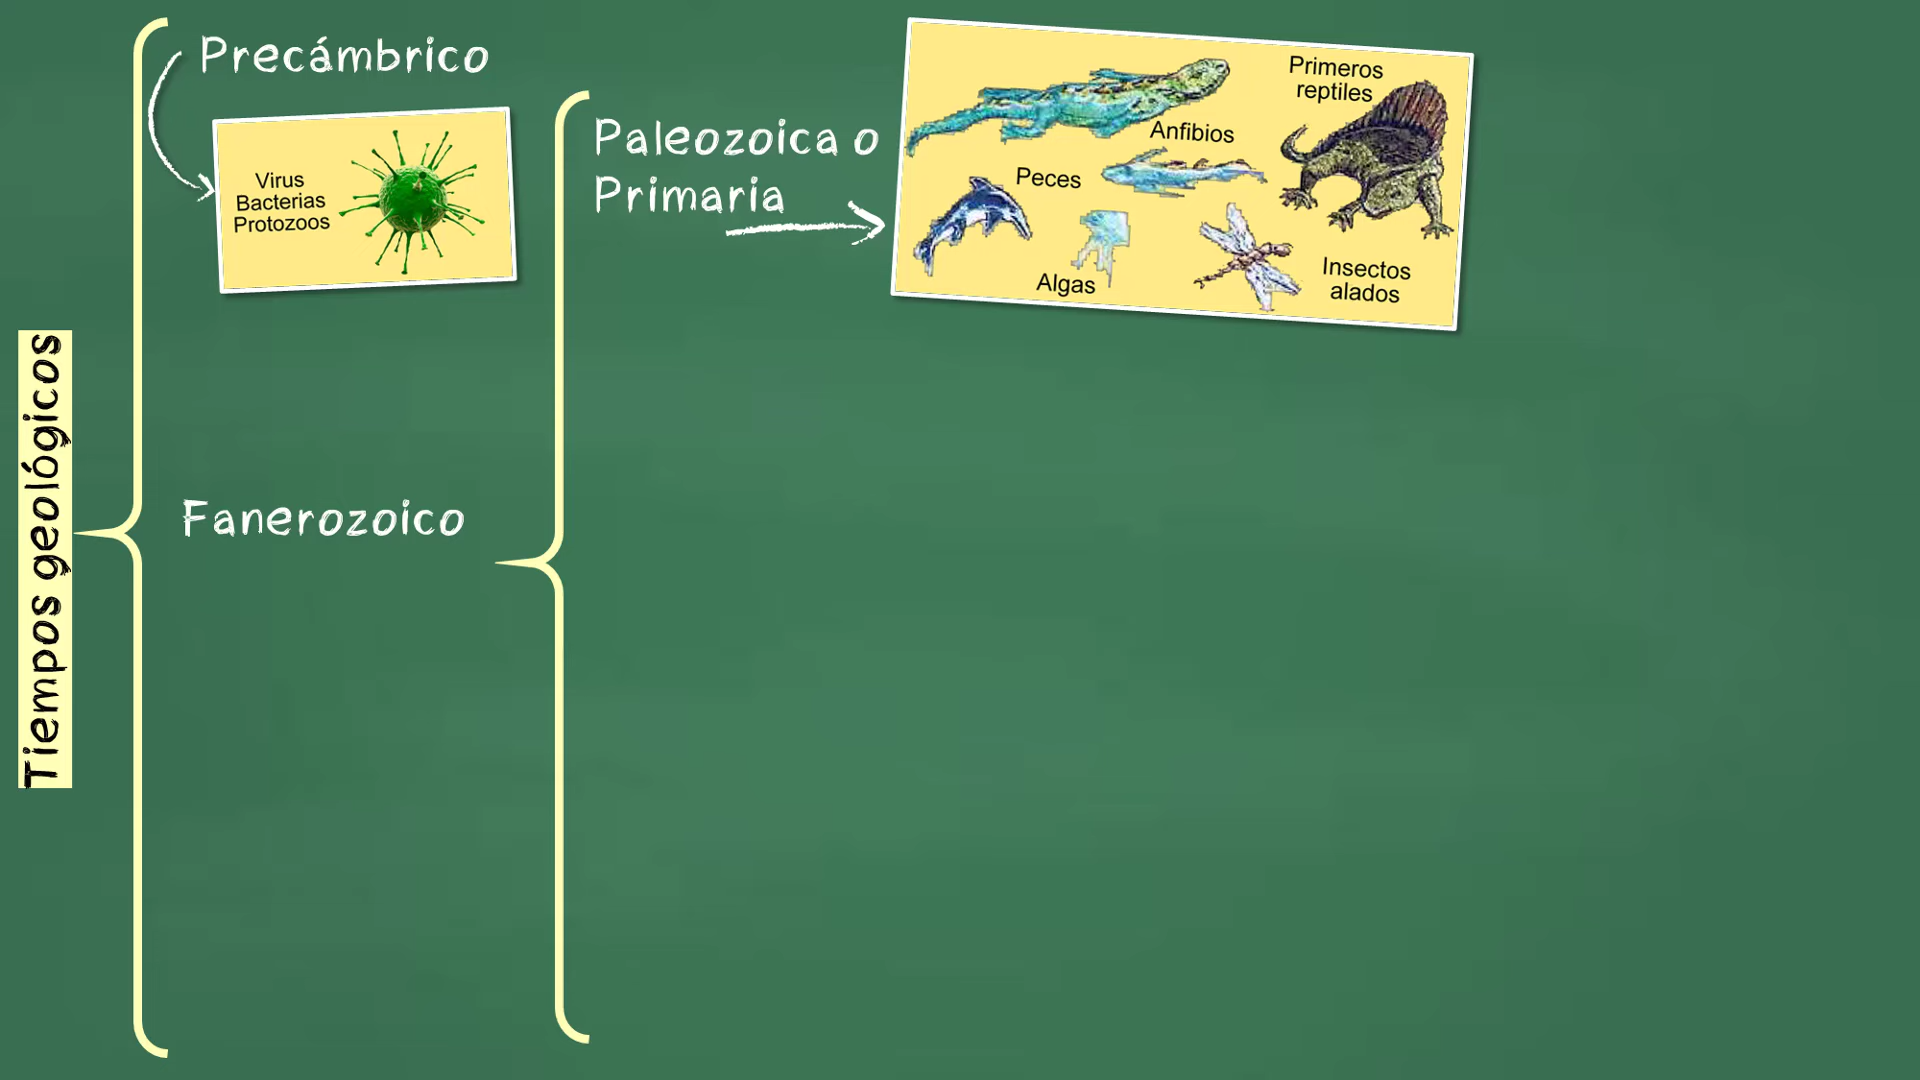 Tiempos geológicos
Precámbrico
Virus
Bacterias
Protozoos
Fanerozoico
Paleozoica o
Primaria
Primeros
reptiles
Anfibios
Peces
Algas
Insectos
alados